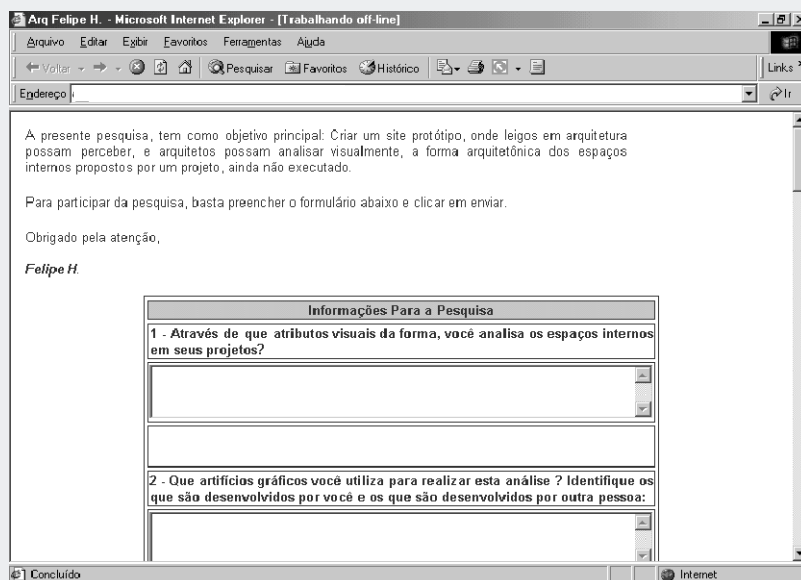 Arq Felipe H. - Microsoft Internet Explorer - [Trabalhando off-line]
Arquivo Editar Exibir Favoritos Ferramentas Ajuda
Voltar Pesquisar Favoritos Histórico Links
Endereço Ir
A presente pesquisa, tem como objetivo principal: Criar um site protótipo, onde leigos em arquitetura
possam perceber, e arquitetos possam analisar visualmente, a forma arquitetônica dos espaços
internos propostos por um projeto, ainda não executado.
Para participar da pesquisa, basta preencher o formulário abaixo e clicar em enviar.
Obrigado pela atenção,
Felipe H.
Informações Para a Pesquisa
1 - Através de que atributos visuais da forma, você analisa os espaços internos
em seus projetos?
2 - Que artifícios gráficos você utiliza para realizar esta análise ? Identifique os
que são desenvolvidos por você e os que são desenvolvidos por outra pessoa:
Concluído Internet